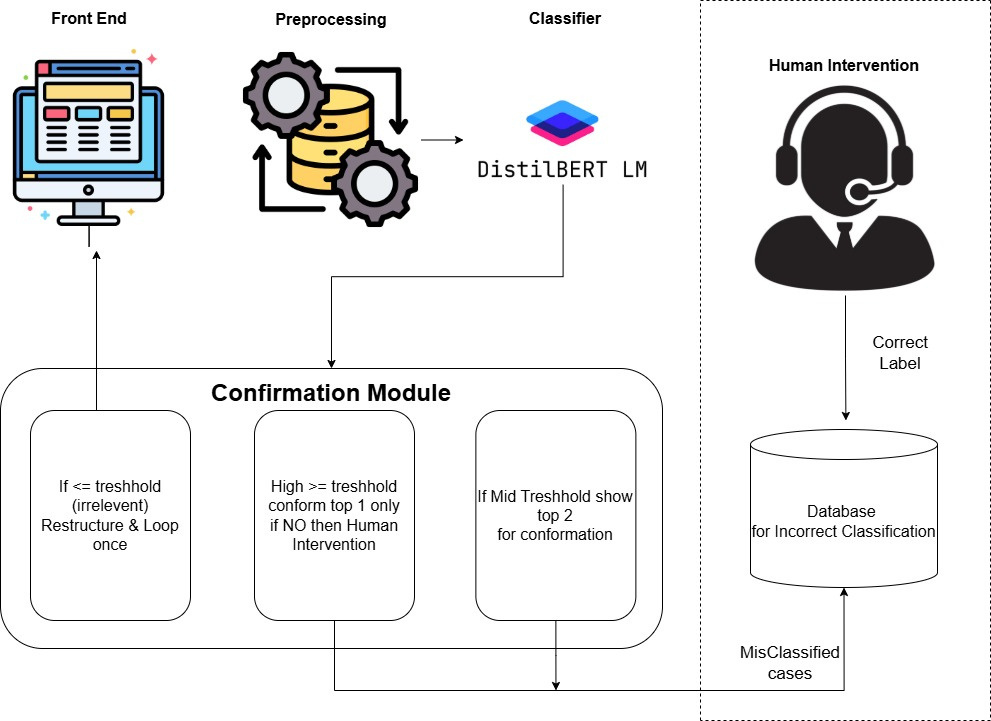 Front End
Preprocessing
Classifier
Human Intervention
DistilBERT LM
Correct
Label
Confirmation Module
If <= treshhold
(irrelevent)
Restructure & Loop
once
High >= treshhold
conform top 1 only
if NO then Human
Intervention
If Mid Treshhold show
top 2
for conformation
Database
for Incorrect Classification
MisClassified
cases